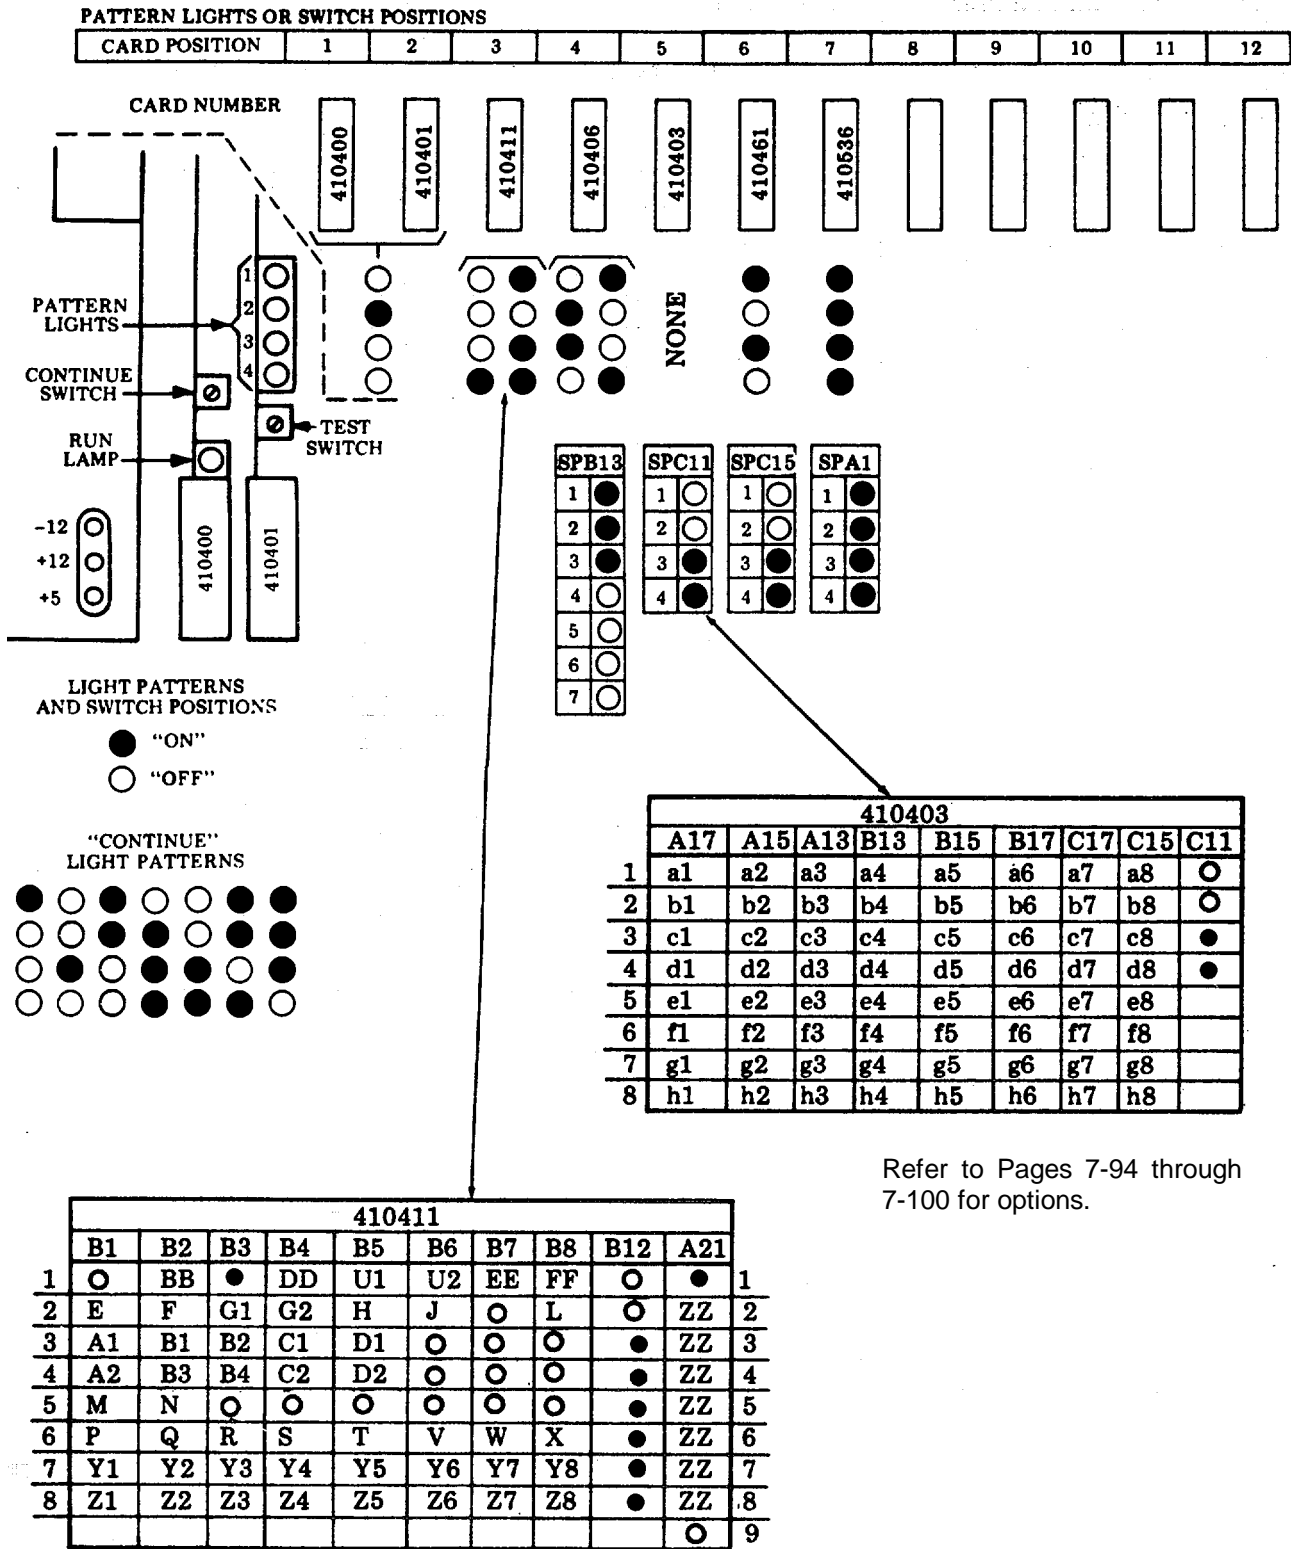 PATTERN LIGHTS OR SWITCH POSITIONS
CARD POSITION 1 2 3 4 5 6 7 8 9 10 11 12
CARD NUMBER
410400 410401 410411 410406 410403 410461 410536
PATTERN LIGHTS
1
2
3
4
NONE
CONTINUE SWITCH
TEST SWITCH
RUN LAMP
-12
+12
+5
410400 410401
SPB13 SPC11 SPC15 SPA1
1 1 1 1
2 2 2 2
3 3 3 3
4 4 4 4
5
6
7
LIGHT PATTERNS
AND SWITCH POSITIONS
"ON"
"OFF"
"CONTINUE"
LIGHT PATTERNS
410403
A17 A15 A13 B13 B15 B17 C17 C15 C11
1 a1 a2 a3 a4 a5 a6 a7 a8
2 b1 b2 b3 b4 b5 b6 b7 b8
3 c1 c2 c3 c4 c5 c6 c7 c8
4 d1 d2 d3 d4 d5 d6 d7 d8
5 e1 e2 e3 e4 e5 e6 e7 e8
6 f1 f2 f3 f4 f5 f6 f7 f8
7 g1 g2 g3 g4 g5 g6 g7 g8
8 h1 h2 h3 h4 h5 h6 h7 h8
Refer to Pages 7-94 through
7-100 for options.
410411
B1 B2 B3 B4 B5 B6 B7 B8 B12 A21
1 BB DD U1 U2 EE FF 1
2 E F G1 G2 H J L ZZ 2
3 A1 B1 B2 C1 D1 ZZ 3
4 A2 B3 B4 C2 D2 ZZ 4
5 M N ZZ 5
6 P Q R S T V W X ZZ 6
7 Y1 Y2 Y3 Y4 Y5 Y6 Y7 Y8 ZZ 7
8 Z1 Z2 Z3 Z4 Z5 Z6 Z7 Z8 ZZ 8
9